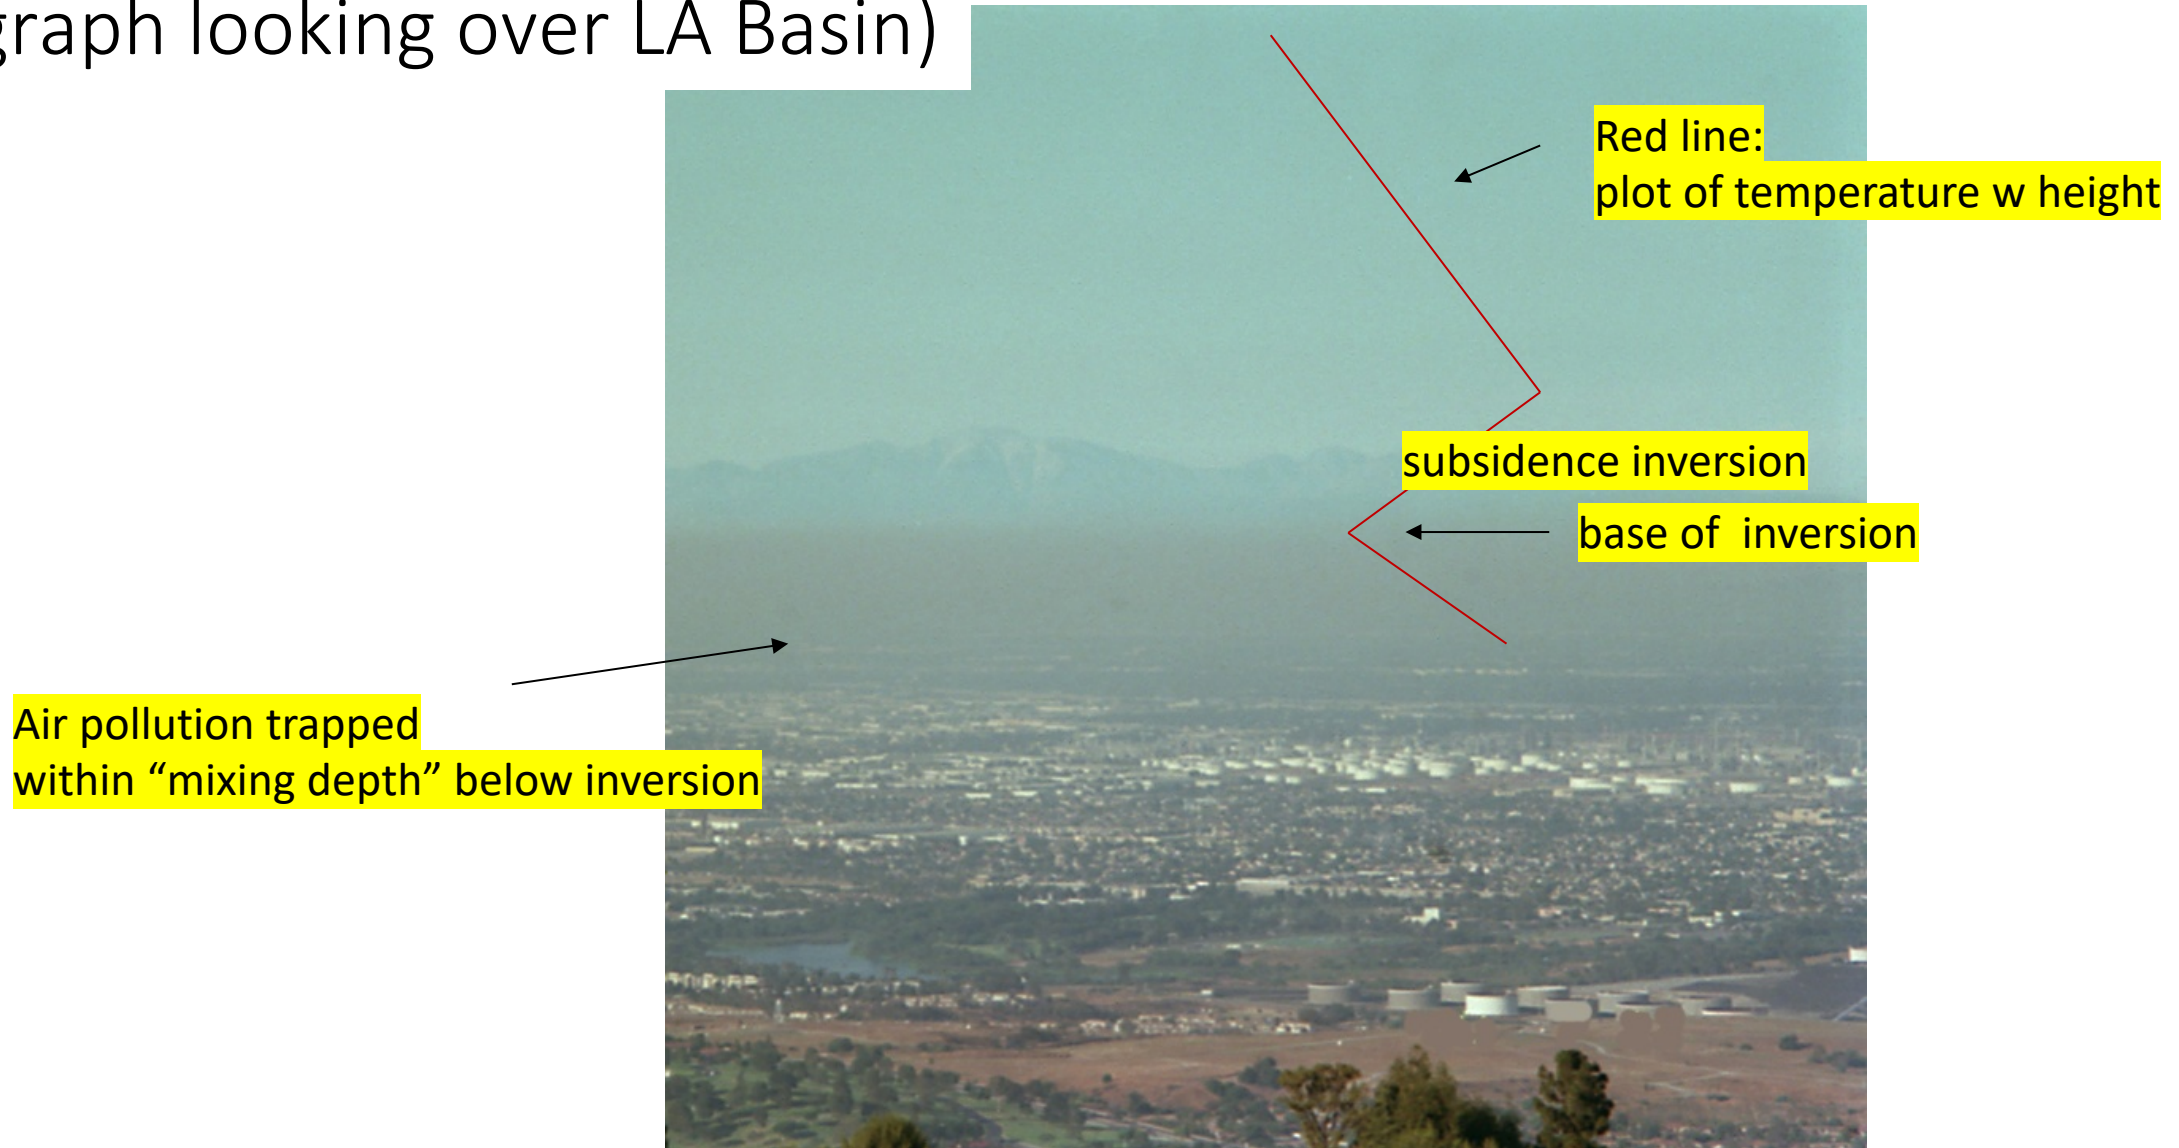 graph looking over LA Basin)
Red line:
plot of temperature w height
subsidence inversion
base of  inversion
Air pollution trapped
within “mixing depth” below inversion